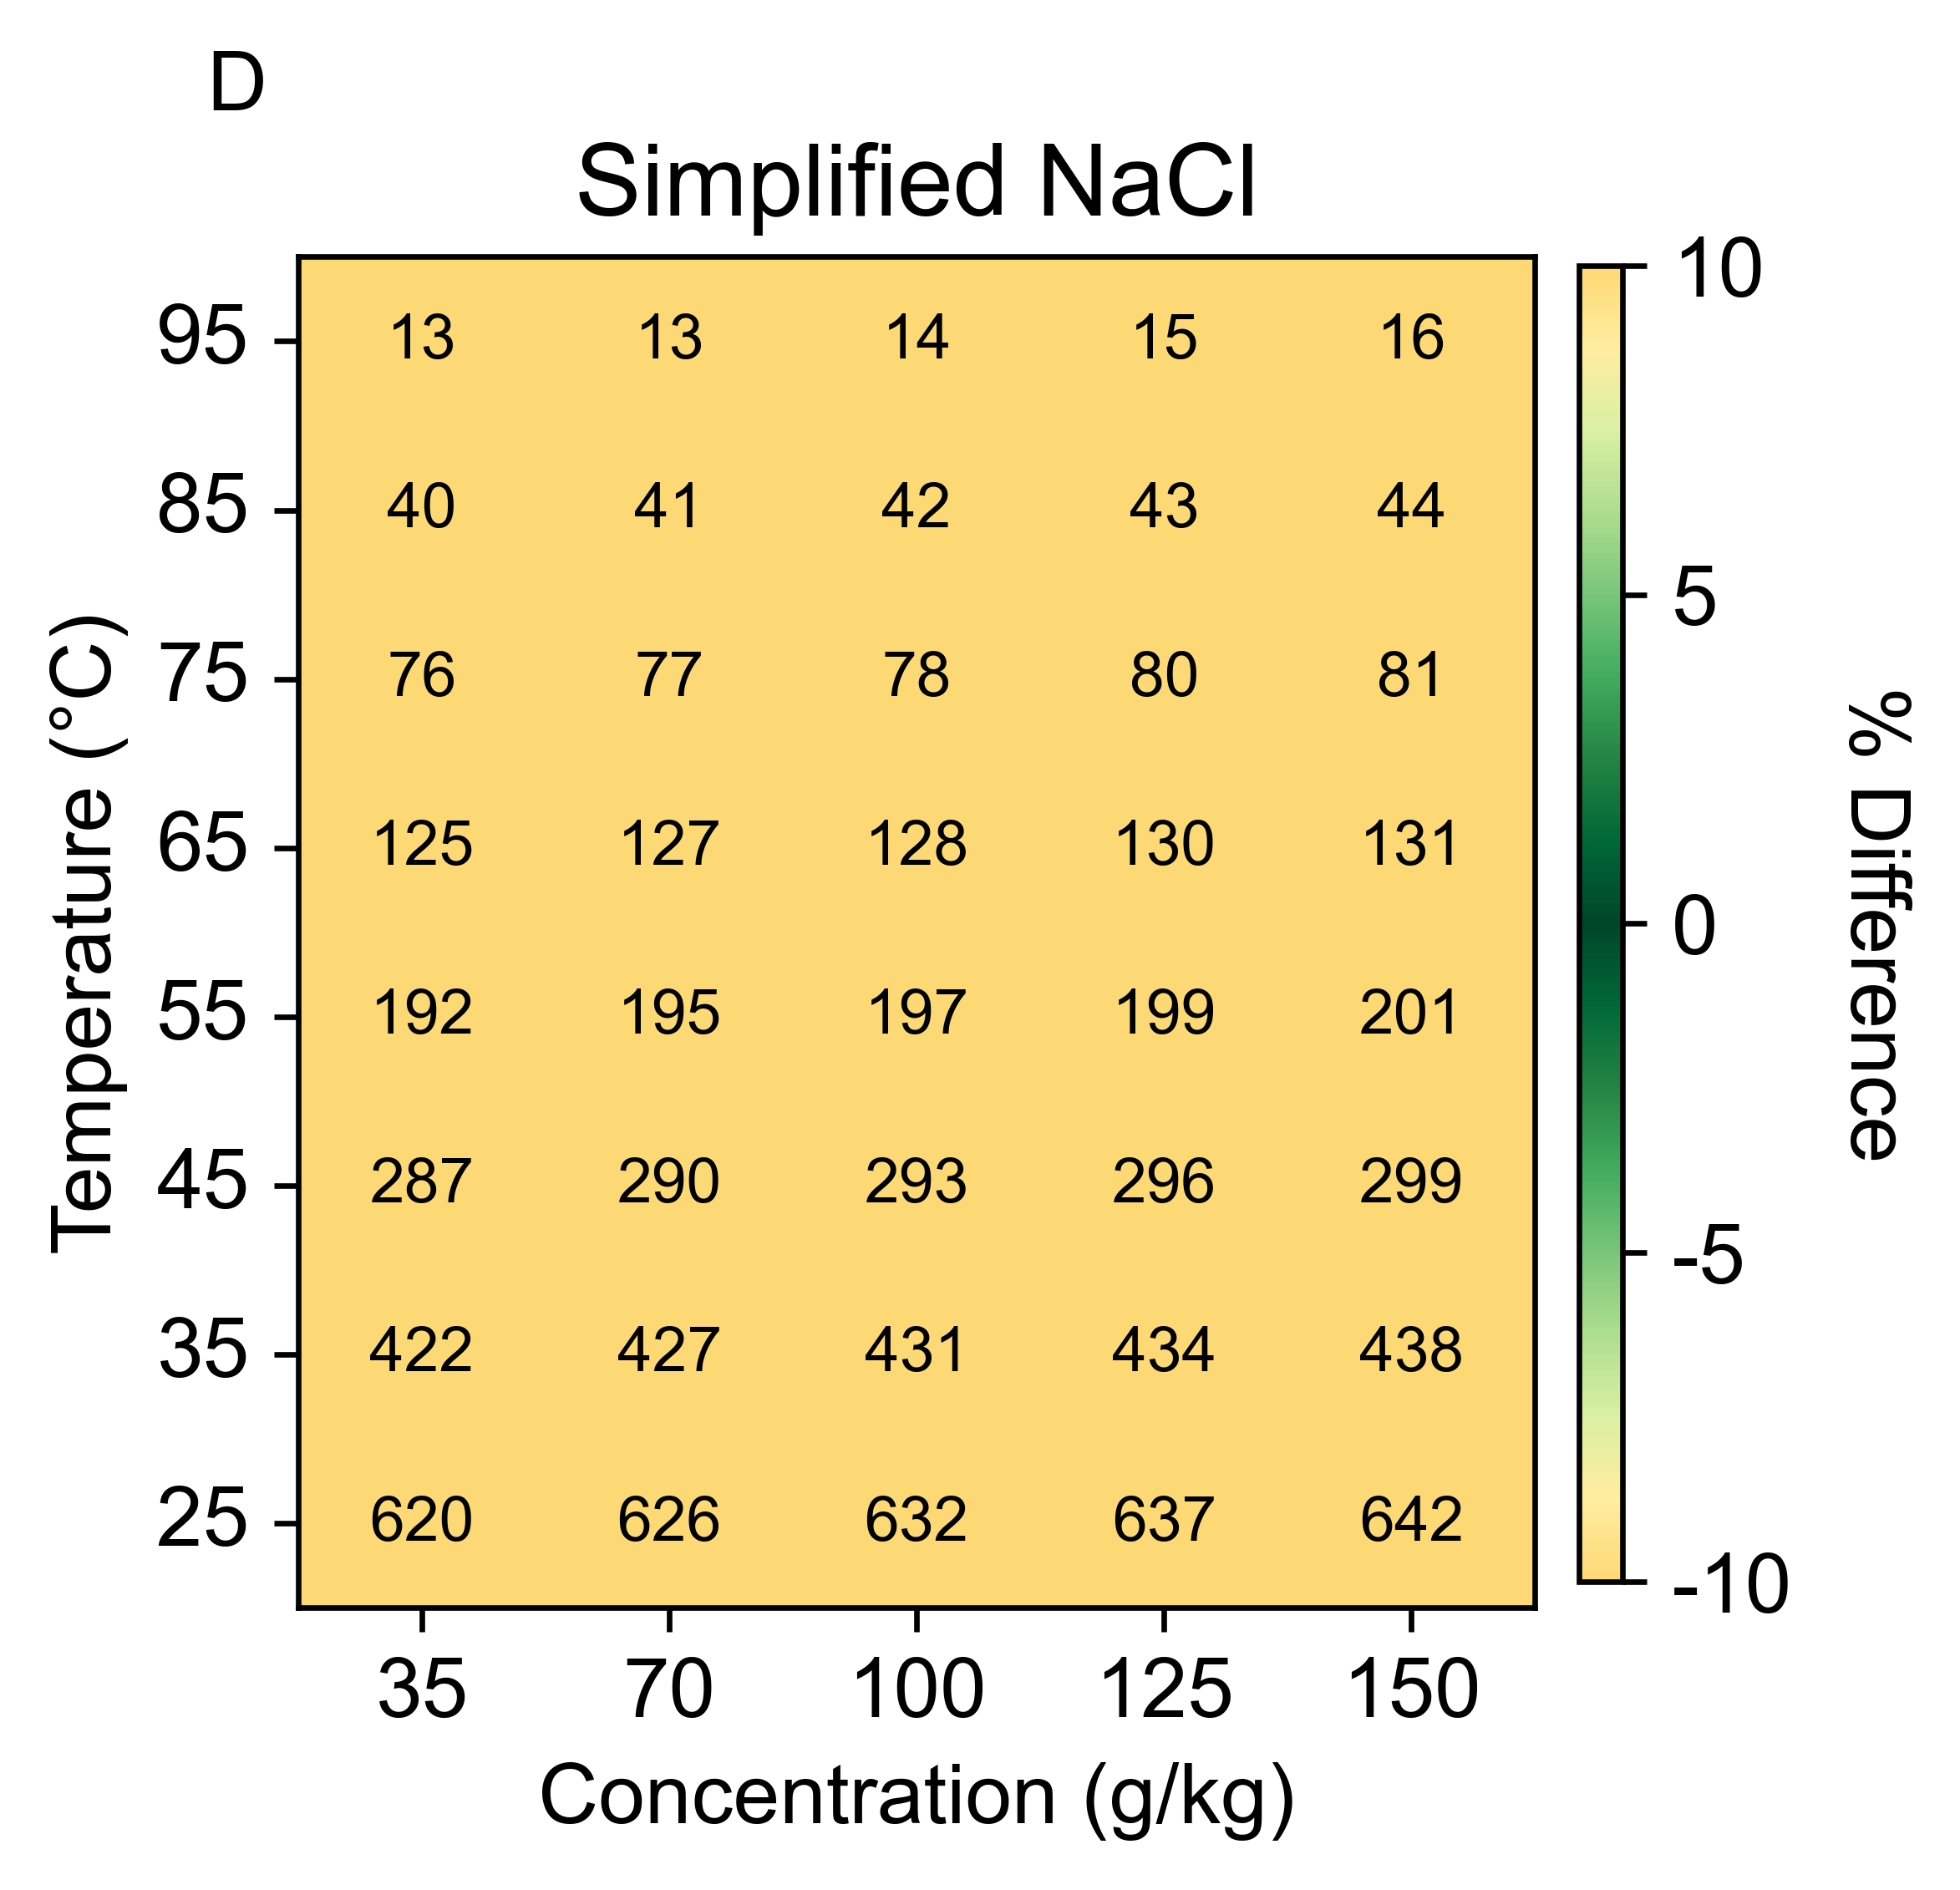 D
Simplified NaCl
95 13 13 14 15 16
85 40 41 42 43 44
75 76 77 78 80 81
65 125 127 128 130 131
55 192 195 197 199 201
45 287 290 293 296 299
35 422 427 431 434 438
25 620 626 632 637 642
35 70 100 125 150
Concentration (g/kg)
Temperature (°C)
10
5
0
-5
-10
% Difference